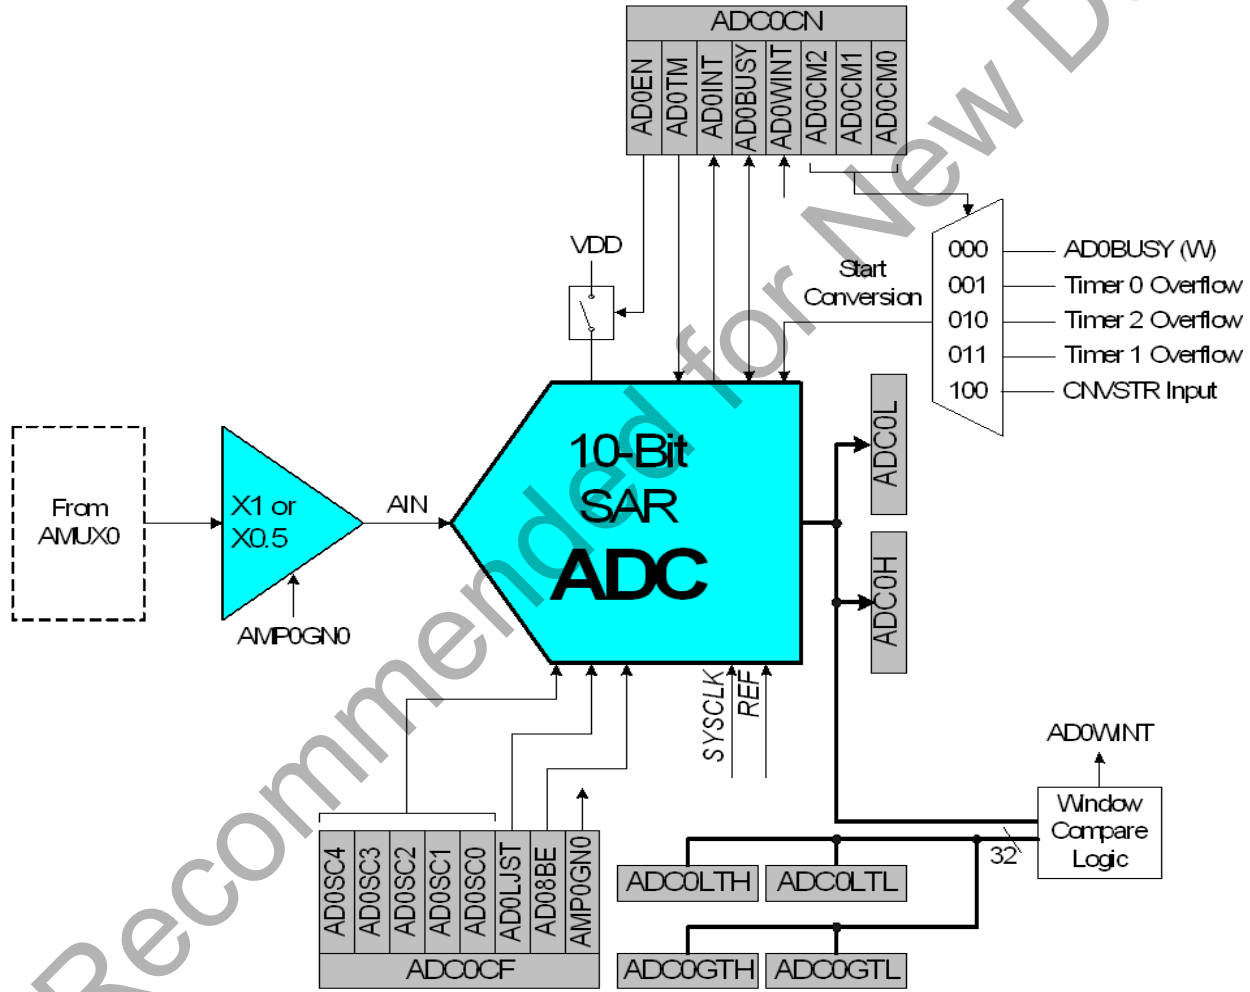 ADC0CN
AD0EN
AD0TM
AD0INT
AD0BUSY
AD0WINT
AD0CM2
AD0CM1
AD0CM0
VDD
Start
Conversion
000
AD0BUSY (W)
001
Timer 0 Overflow
010
Timer 2 Overflow
011
Timer 1 Overflow
100
CNVSTR Input
From
AMUX0
X1 or
X0.5
AIN
AMP0GN0
10-Bit
SAR
ADC
ADC0L
ADC0H
SYSCLK
REF
AD0WINT
Window
Compare
Logic
32
AD0SC4
AD0SC3
AD0SC2
AD0SC1
AD0SC0
AD0LJST
AD08BE
AMP0GN0
ADC0CF
ADC0LTH
ADC0LTL
ADC0GTH
ADC0GTL
Recommended for New